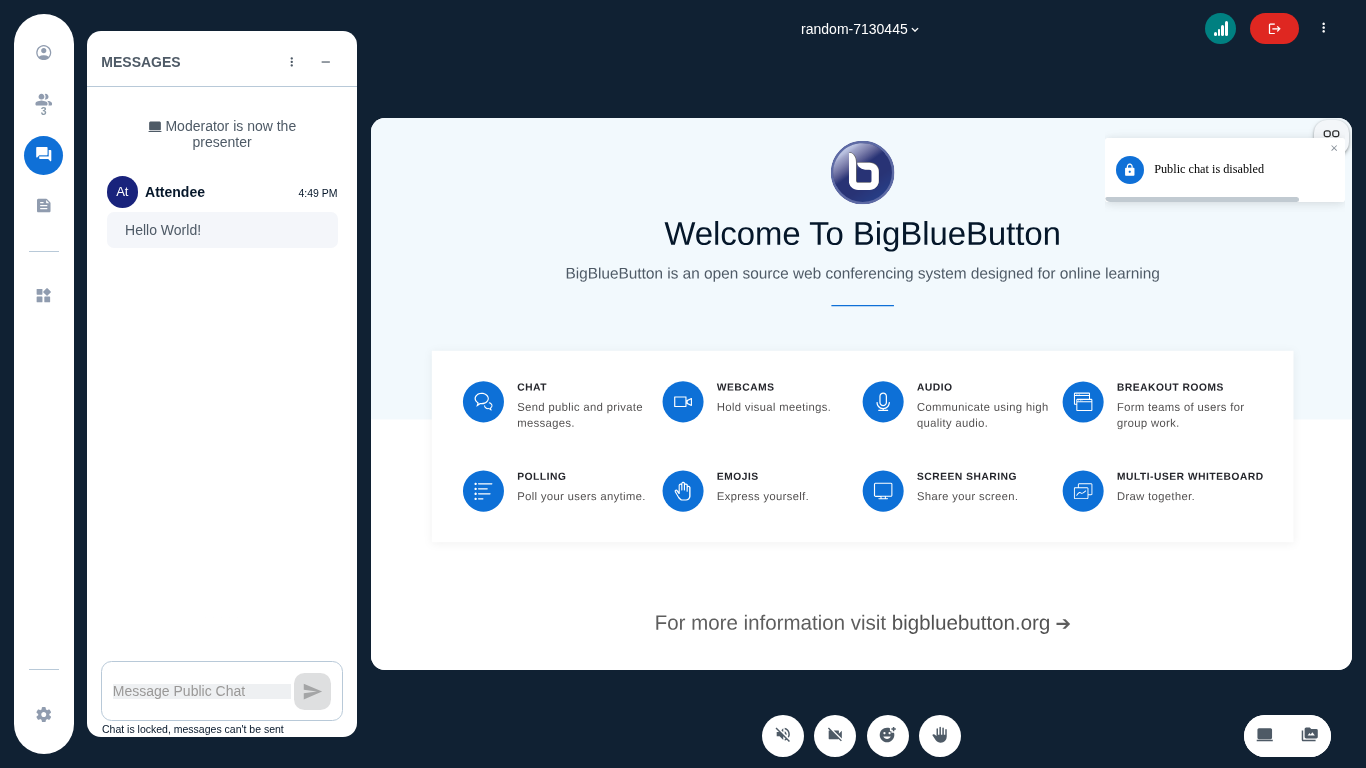 random-7130445
3
MESSAGES
Moderator is now the
presenter
At Attendee 4:49 PM
Hello World!
Message Public Chat
Chat is locked, messages can't be sent
Public chat is disabled
Welcome To BigBlueButton
BigBlueButton is an open source web conferencing system designed for online learning
CHAT
Send public and private
messages.
WEBCAMS
Hold visual meetings.
AUDIO
Communicate using high
quality audio.
BREAKOUT ROOMS
Form teams of users for
group work.
POLLING
Poll your users anytime.
EMOJIS
Express yourself.
SCREEN SHARING
Share your screen.
MULTI-USER WHITEBOARD
Draw together.
For more information visit bigbluebutton.org ➔